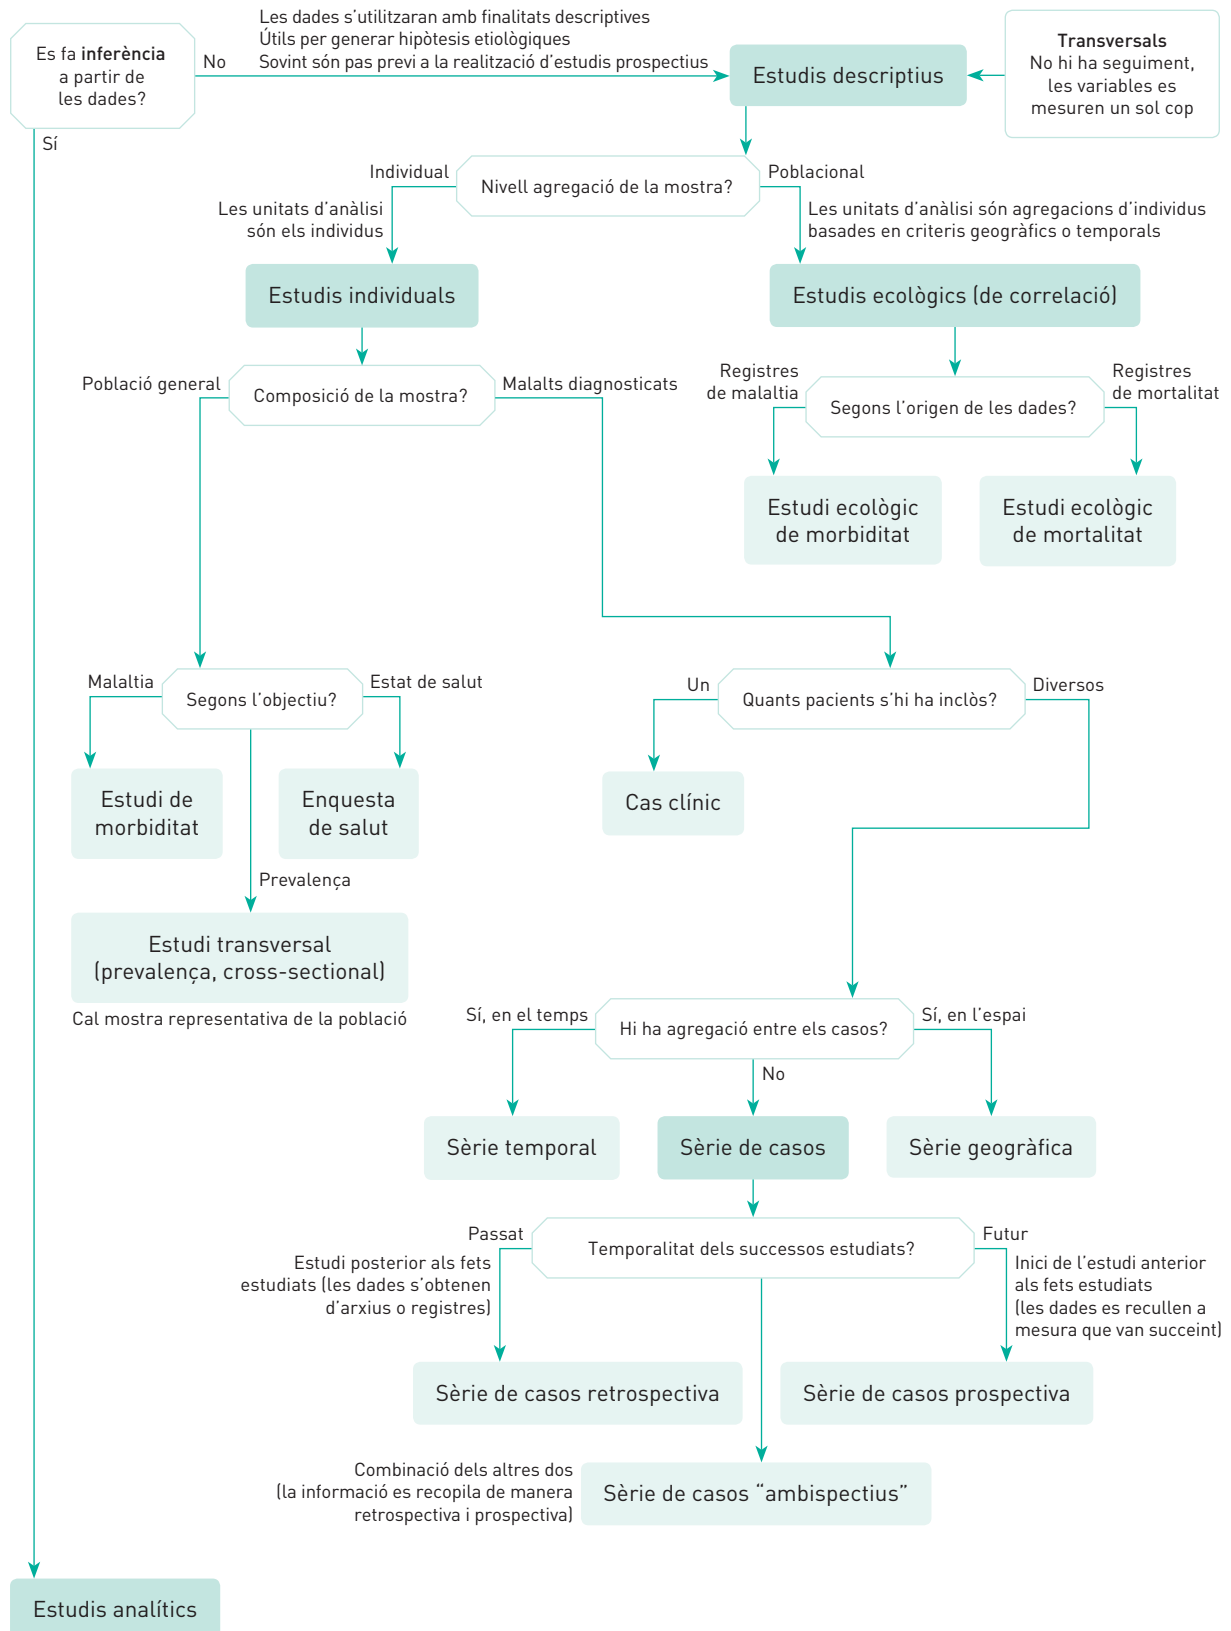 Es fa inferència
a partir de
les dades?
No
Les dades s’utilitzaran amb finalitats descriptives
Útils per generar hipòtesis etiològiques
Sovint són pas previ a la realització d’estudis prospectius
Estudis descriptius
Transversals
No hi ha seguiment,
les variables es
mesuren un sol cop
Sí
Individual
Nivell agregació de la mostra?
Poblacional
Les unitats d’anàlisi
són els individus
Les unitats d’anàlisi són agregacions d’individus
basades en criteris geogràfics o temporals
Estudis individuals
Estudis ecològics (de correlació)
Població general
Composició de la mostra?
Malalts diagnosticats
Registres
de malaltia
Segons l’origen de les dades?
Registres
de mortalitat
Estudi ecològic
de morbiditat
Estudi ecològic
de mortalitat
Malaltia
Segons l’objectiu?
Estat de salut
Un
Quants pacients s’hi ha inclòs?
Diversos
Estudi de
morbiditat
Enquesta
de salut
Cas clínic
Prevalença
Estudi transversal
(prevalença, cross-sectional)
Cal mostra representativa de la població
Sí, en el temps
Hi ha agregació entre els casos?
Sí, en l’espai
No
Sèrie temporal
Sèrie de casos
Sèrie geogràfica
Passat
Temporalitat dels successos estudiats?
Futur
Estudi posterior als fets
estudiats (les dades s’obtenen
d’arxius o registres)
Inici de l’estudi anterior
als fets estudiats
(les dades es recullen a
mesura que van succeint)
Sèrie de casos retrospectiva
Sèrie de casos prospectiva
Combinació dels altres dos
(la informació es recopila de manera
retrospectiva i prospectiva)
Sèrie de casos “ambispectius”
Estudis analítics